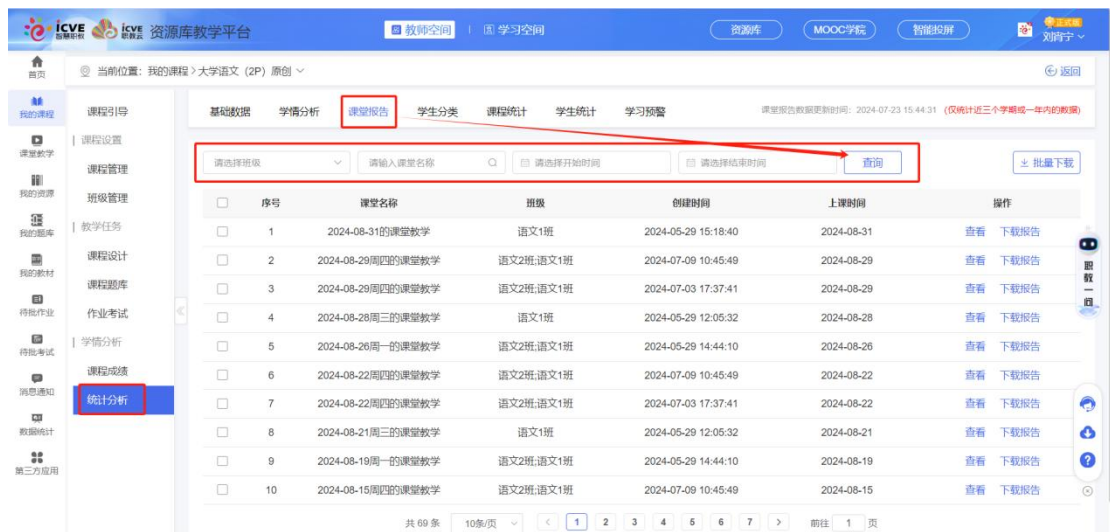 icve 智慧职教 icve 职教云 资源库教学平台 教师空间 学习空间 资源库 MOOC学院 智能投屏 正式版 刘肖宁
首页 当前位置：我的课程 > 大学语文（2P）原创 返回
我的课程 课程引导 基础数据 学情分析 课堂报告 学生分类 课程统计 学生统计 学习预警 课堂报告数据更新时间：2024-07-23 15:44:31 （仅统计近三个学期或一年内的数据）
课堂教学 课程设置
课程管理 请选择班级 请输入课堂名称 请选择开始时间 请选择结束时间 查询 批量下载
我的资源 班级管理 序号 课堂名称 班级 创建时间 上课时间 操作
我的题库 教学任务 1 2024-08-31的课堂教学 语文1班 2024-05-29 15:18:40 2024-08-31 查看 下载报告
我的教材 课程设计 2 2024-08-29周四的课堂教学 语文2班;语文1班 2024-07-09 10:45:49 2024-08-29 查看 下载报告
课程题库 3 2024-08-29周四的课堂教学 语文2班;语文1班 2024-07-03 17:37:41 2024-08-29 查看 下载报告
待批作业 作业考试 4 2024-08-28周三的课堂教学 语文1班 2024-05-29 12:05:32 2024-08-28 查看 下载报告
待批考试 学情分析 5 2024-08-26周一的课堂教学 语文2班;语文1班 2024-05-29 14:44:10 2024-08-26 查看 下载报告
消息通知 课程成绩 6 2024-08-22周四的课堂教学 语文2班;语文1班 2024-07-09 10:45:49 2024-08-22 查看 下载报告
统计分析 7 2024-08-22周四的课堂教学 语文2班;语文1班 2024-07-03 17:37:41 2024-08-22 查看 下载报告
数据统计 8 2024-08-21周三的课堂教学 语文1班 2024-05-29 12:05:32 2024-08-21 查看 下载报告
第三方应用 9 2024-08-19周一的课堂教学 语文2班;语文1班 2024-05-29 14:44:10 2024-08-19 查看 下载报告
10 2024-08-15周四的课堂教学 语文2班;语文1班 2024-07-09 10:45:49 2024-08-15 查看 下载报告
共 69 条 10条/页 < 1 2 3 4 5 6 7 > 前往 1 页
职教一问